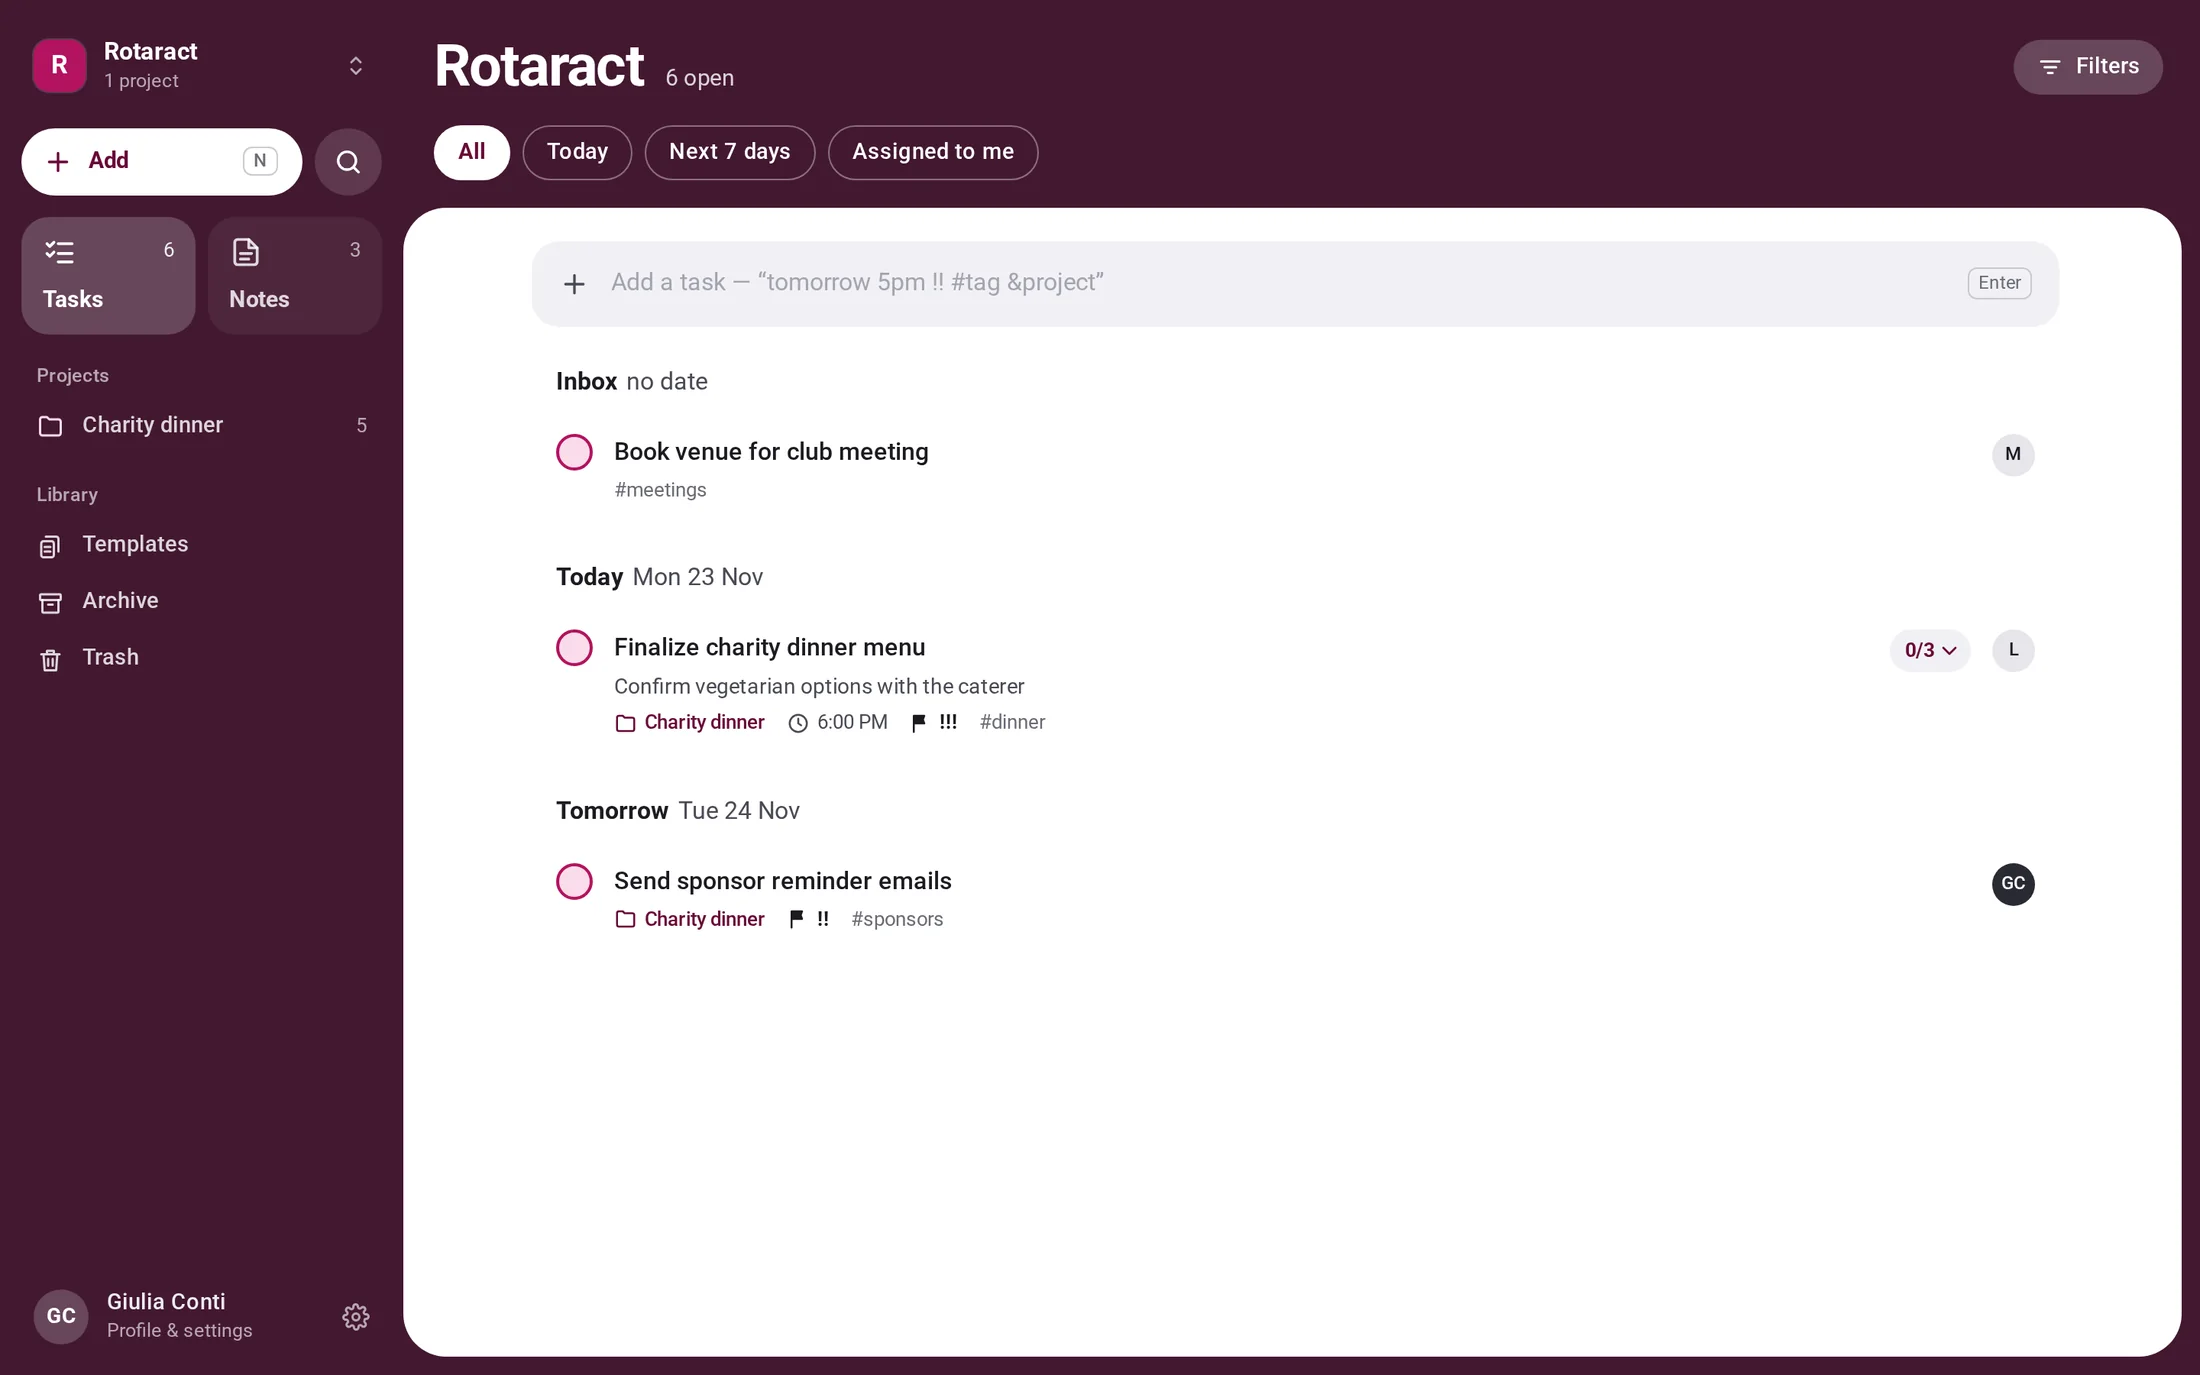 R
Rotaract
1 project
Add N
6
Tasks
3
Notes
Projects
Charity dinner 5
Library
Templates
Archive
Trash
GC
Giulia Conti
Profile & settings
Rotaract 6 open
Filters
All Today Next 7 days Assigned to me
Add a task — “tomorrow 5pm !! #tag &project” Enter
Inbox no date
Book venue for club meeting M
#meetings
Today Mon 23 Nov
Finalize charity dinner menu 0/3 L
Confirm vegetarian options with the caterer
Charity dinner 6:00 PM !!! #dinner
Tomorrow Tue 24 Nov
Send sponsor reminder emails GC
Charity dinner !! #sponsors